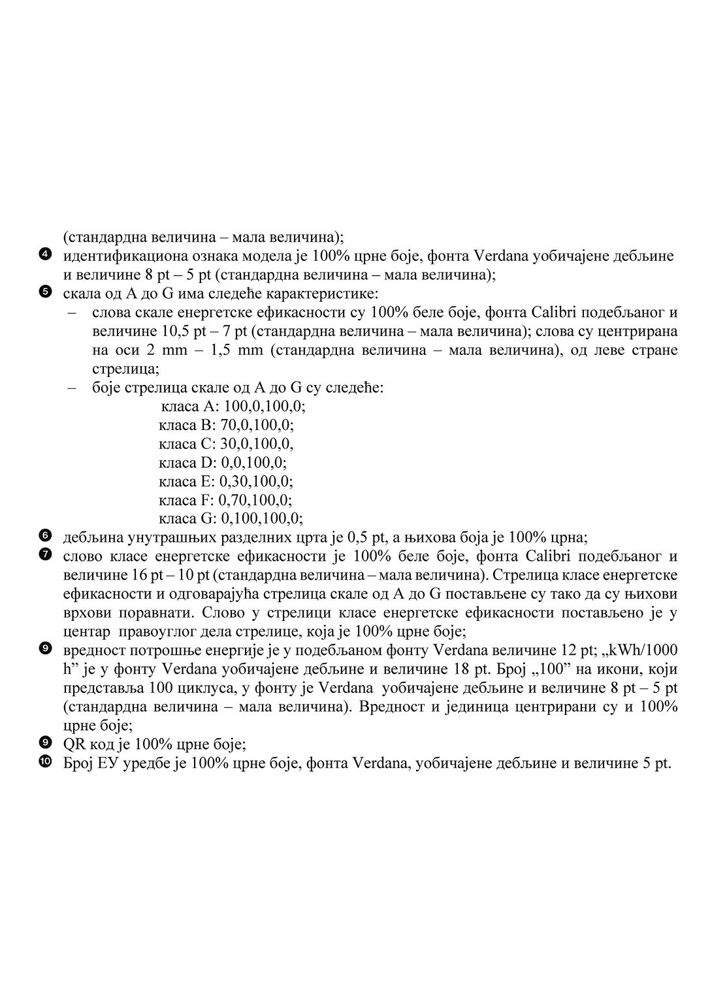 (стандардна величина – мала величина);
❹ идентификациона ознака модела је 100% црне боје, фонта Verdana уобичајене дебљине
и величине 8 pt – 5 pt (стандардна величина – мала величина);
❺ скала од А до G има следеће карактеристике:
– слова скале енергетске ефикасности су 100% беле боје, фонта Calibri подебљаног и
величине 10,5 pt – 7 pt (стандардна величина – мала величина); слова су центрирана
на оси 2 mm – 1,5 mm (стандардна величина – мала величина), од леве стране
стрелица;
– боје стрелица скале од А до G су следеће:
класа А: 100,0,100,0;
класа B: 70,0,100,0;
класа C: 30,0,100,0,
класа D: 0,0,100,0;
класа E: 0,30,100,0;
класа F: 0,70,100,0;
класа G: 0,100,100,0;
❻ дебљина унутрашњих разделних црта је 0,5 pt, а њихова боја је 100% црна;
❼ слово класе енергетске ефикасности је 100% беле боје, фонта Calibri подебљаног и
величине 16 pt – 10 pt (стандардна величина – мала величина). Стрелица класе енергетске
ефикасности и одговарајућа стрелица скале од А до G постављене су тако да су њихови
врхови поравнати. Слово у стрелици класе енергетске ефикасности постављено је у
центар правоуглог дела стрелице, која је 100% црне боје;
❾ вредност потрошње енергије је у подебљаном фонту Verdana величине 12 pt; „kWh/1000
h” је у фонту Verdana уобичајене дебљине и величине 18 pt. Број „100” на икони, који
представља 100 циклуса, у фонту је Verdana уобичајене дебљине и величине 8 pt – 5 pt
(стандардна величина – мала величина). Вредност и јединица центрирани су и 100%
црне боје;
❾ QR код је 100% црне боје;
❿ Број ЕУ уредбе је 100% црне боје, фонта Verdana, уобичајене дебљине и величине 5 pt.